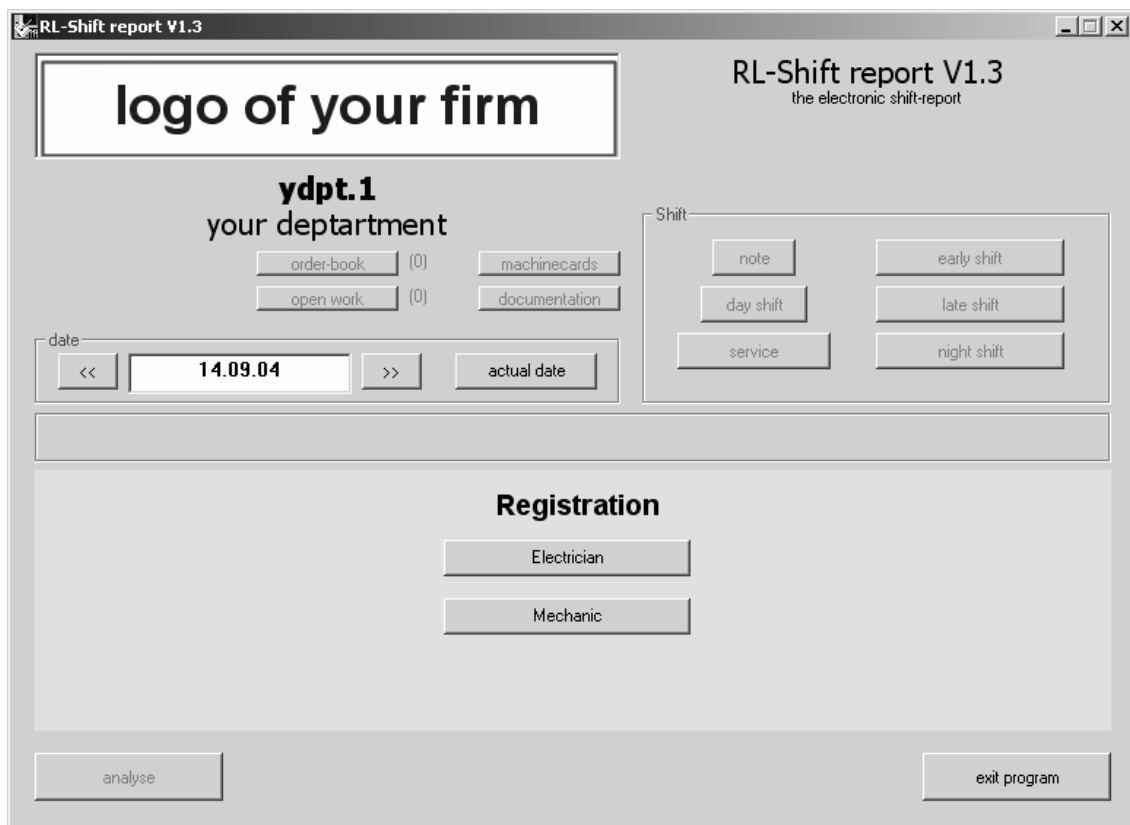 RL-Shift report V1.3
logo of your firm
RL-Shift report V1.3
the electronic shift-report
ydpt.1
your deptartment
order-book (0) machinecards
open work (0) documentation
Shift
note early shift
day shift late shift
service night shift
date
<< 14.09.04 >> actual date
Registration
Electrician
Mechanic
analyse exit program